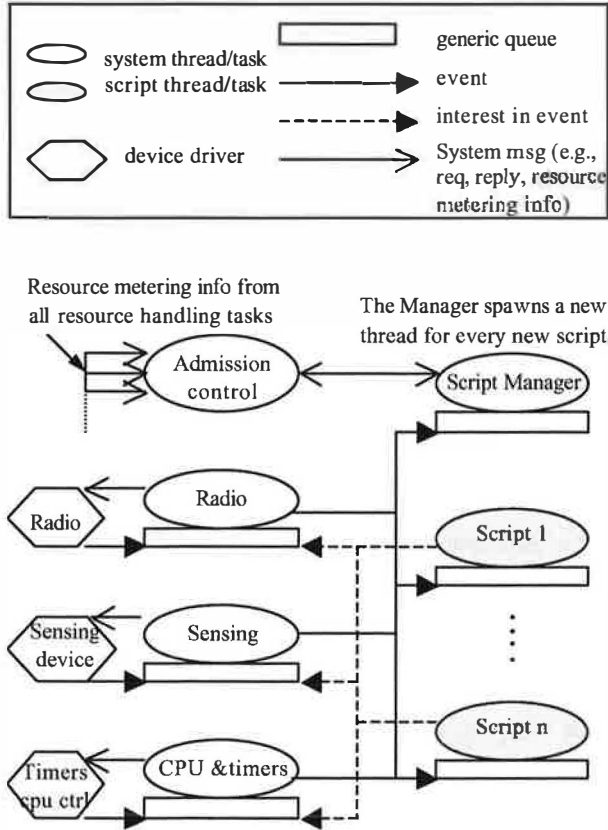 system thread/task
script thread/task
device driver
generic queue
event
interest in event
System msg (e.g.,
req, reply, resource
metering info)
Resource metering info from
all resource handling tasks
The Manager spawns a new
thread for every new script
Admission
control
Script Manager
Radio
Radio
Script 1
Sensing
device
Sensing
Script n
Timers
cpu ctrl
CPU &timers